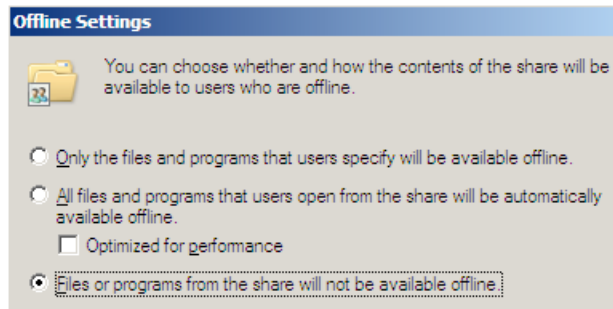 Offline Settings
You can choose whether and how the contents of the share will be
available to users who are offline.
Only the files and programs that users specify will be available offline.
All files and programs that users open from the share will be automatically
available offline.
Optimized for performance
Files or programs from the share will not be available offline.